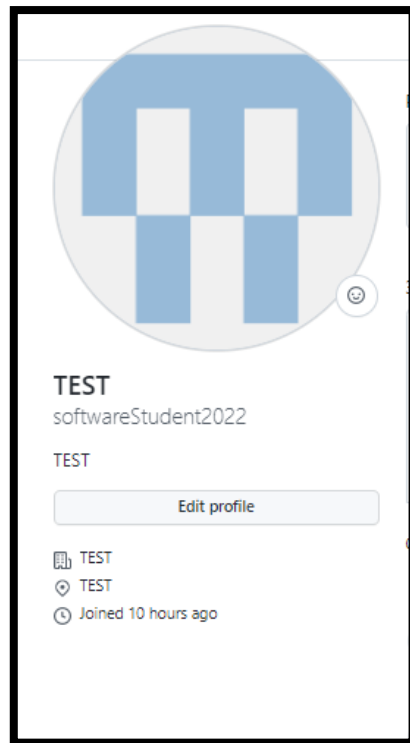 TEST
softwareStudent2022
TEST
Edit profile
TEST
TEST
Joined 10 hours ago